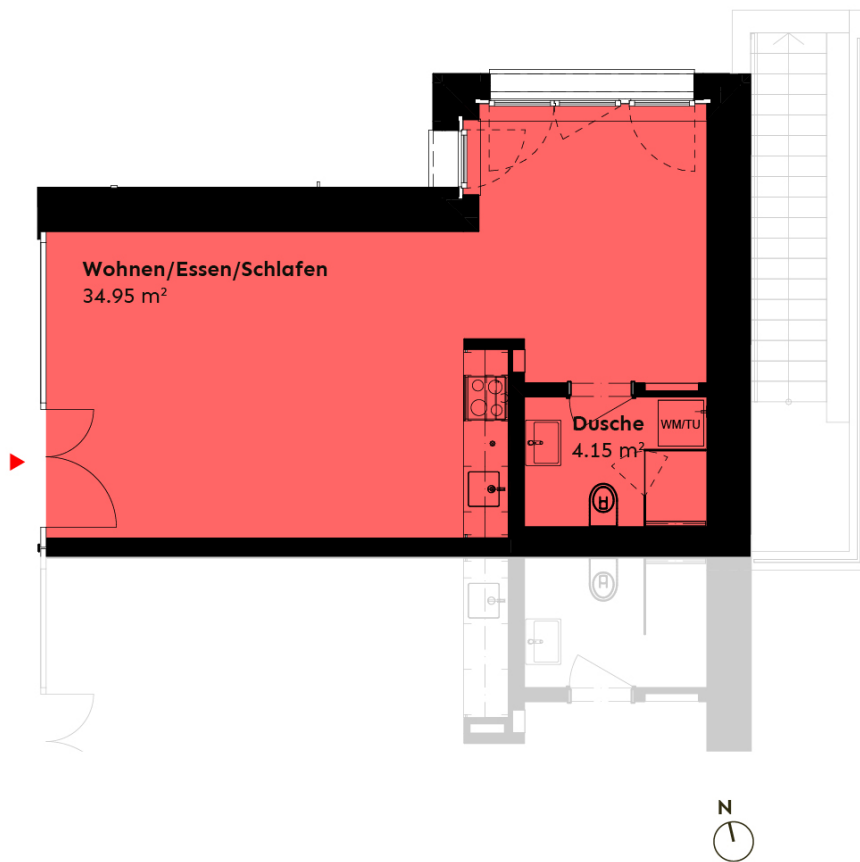 Wohnen/Essen/Schlafen
34.95 m²
Dusche
4.15 m²
WM/TU
N